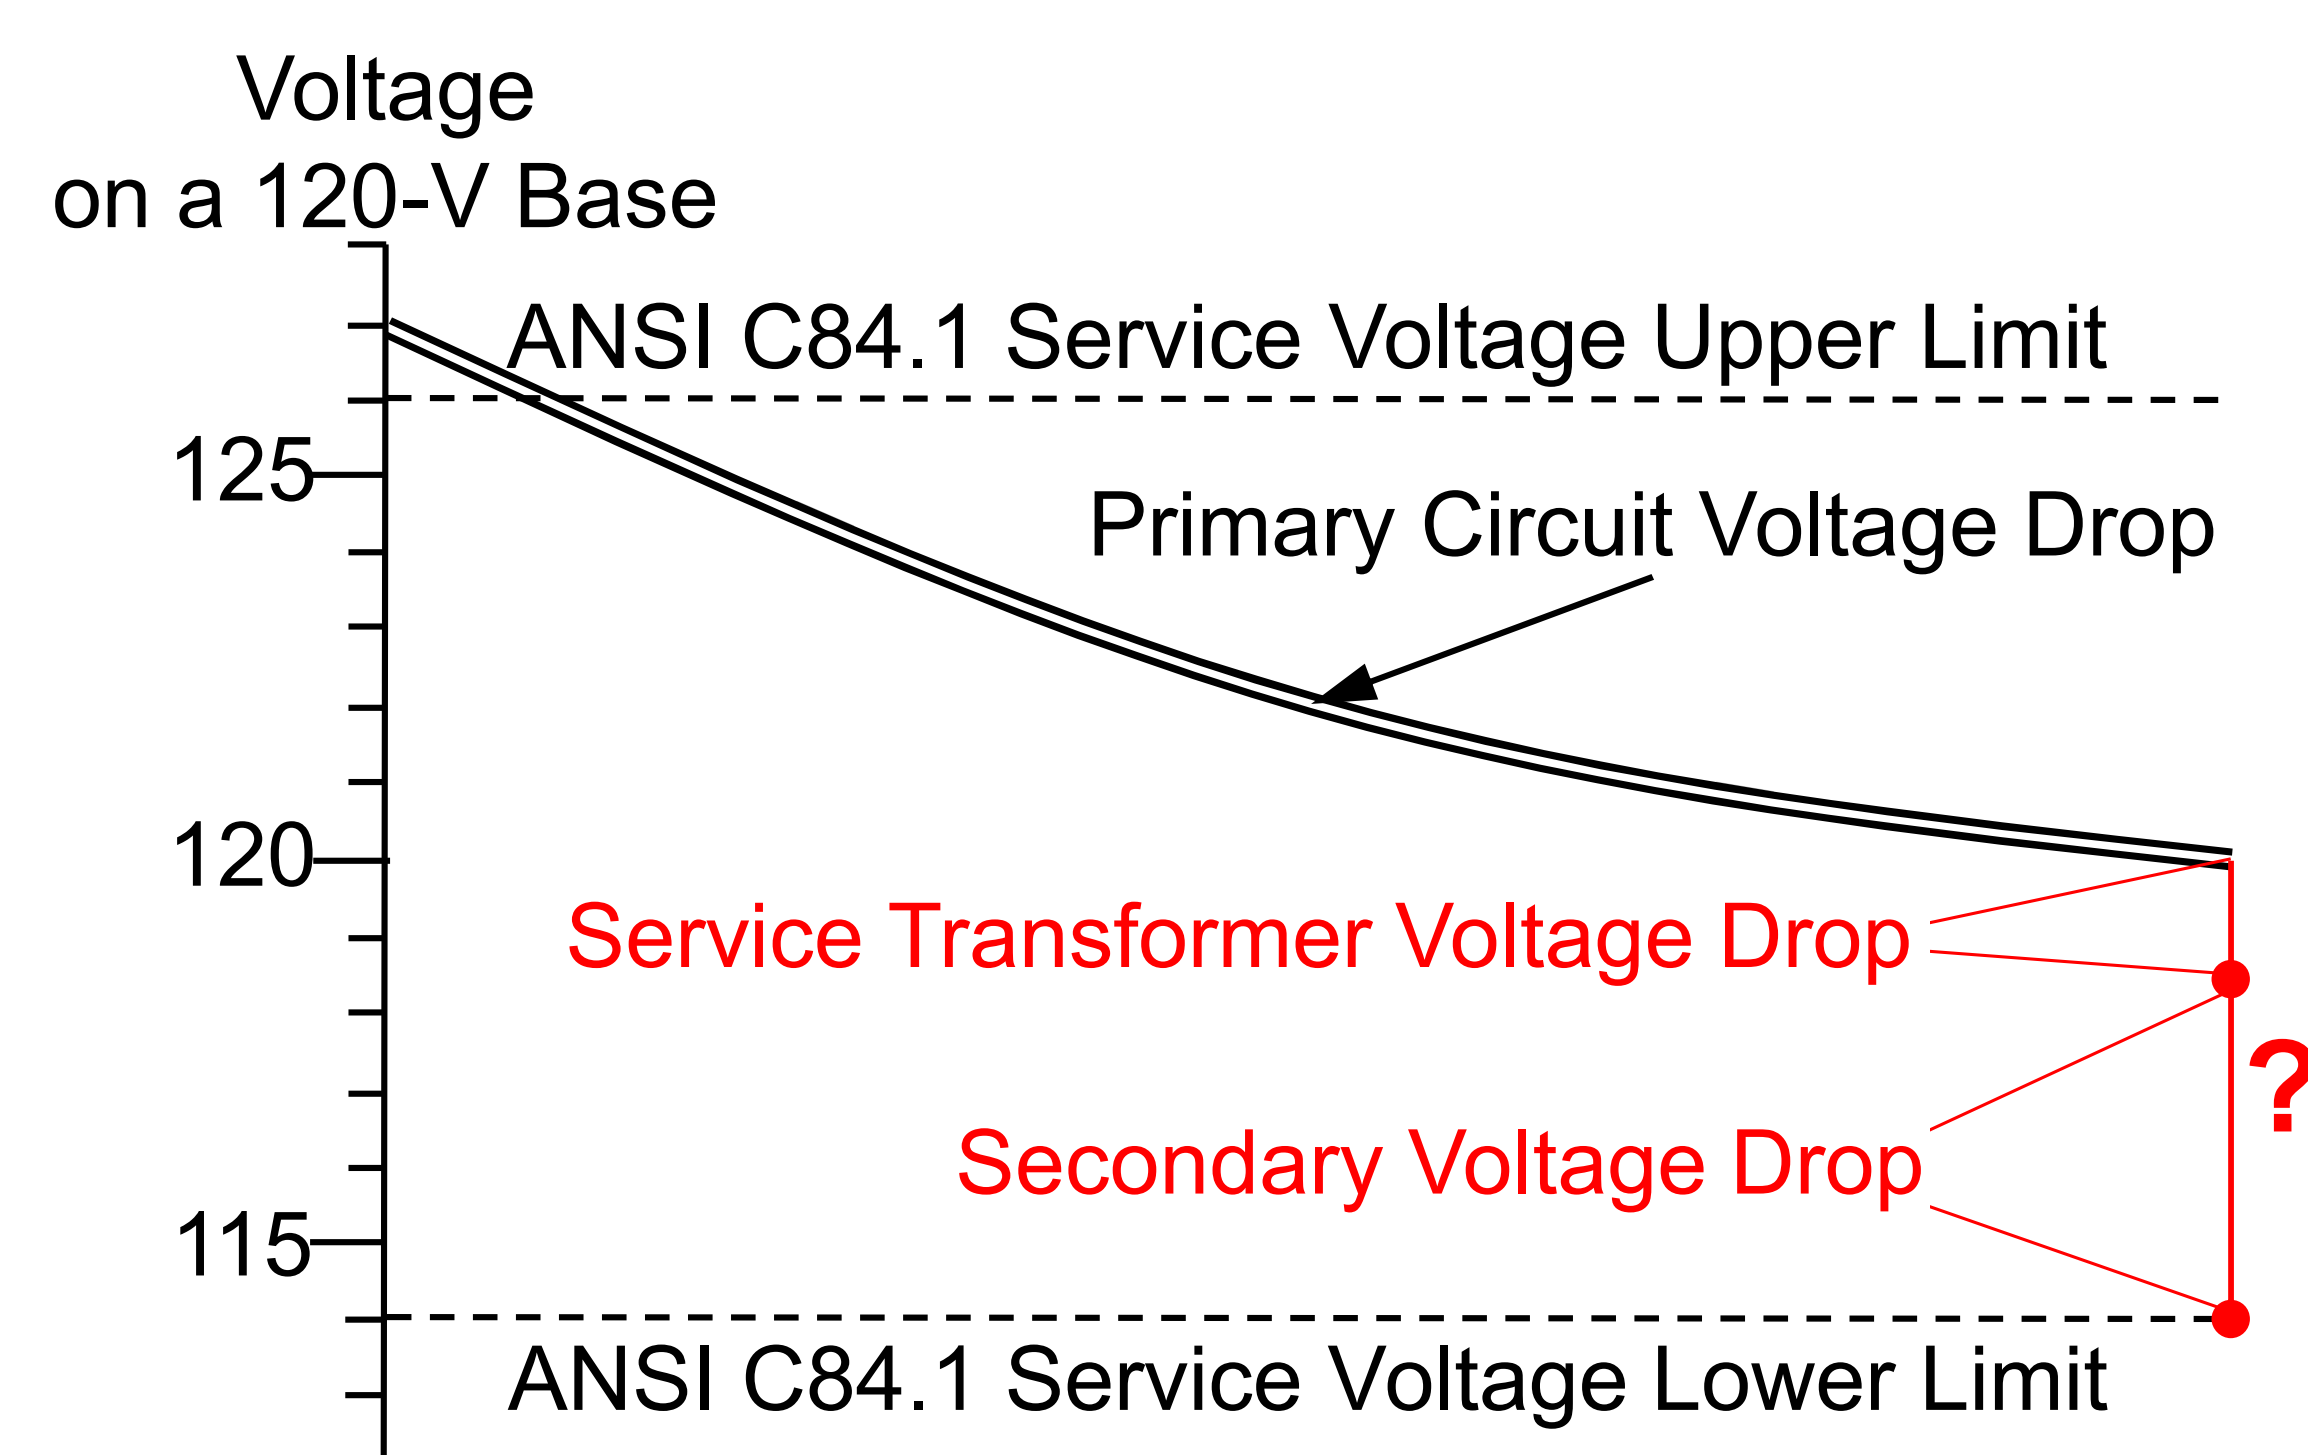 Voltage
on a 120-V Base
ANSI C84.1 Service Voltage Upper Limit
125
Primary Circuit Voltage Drop
120
Service Transformer Voltage Drop
?
Secondary Voltage Drop
115
ANSI C84.1 Service Voltage Lower Limit